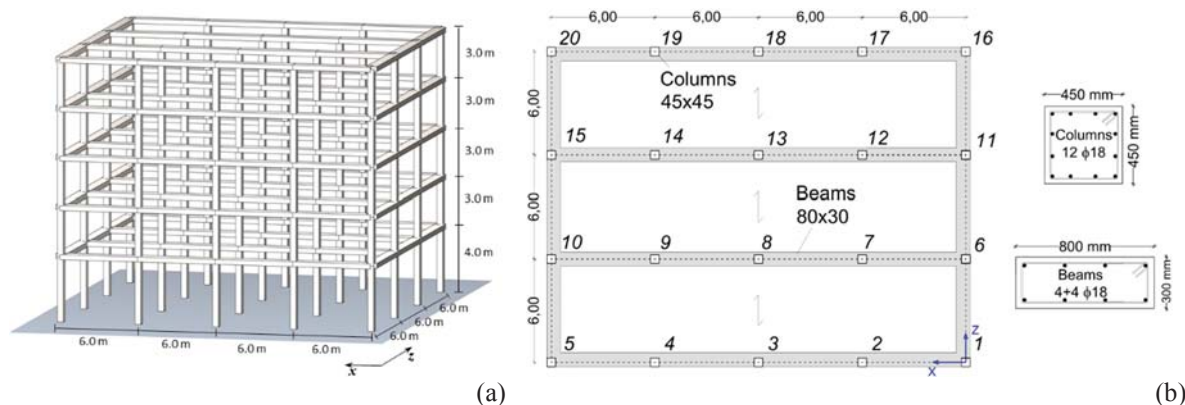 3.0 m
3.0 m
3.0 m
3.0 m
4.0 m
6.0 m
6.0 m
6.0 m
6.0 m
6.0 m
6.0 m
6.0 m
x
z
(a)
6,00
6,00
6,00
6,00
20
19
18
17
16
Columns
45x45
6,00
15
14
13
12
11
Beams
80x30
6,00
10
9
8
7
6
6,00
5
4
3
2
1
Z
X
450 mm
Columns
12 ϕ18
450 mm
800 mm
Beams
4+4 ϕ18
300 mm
(b)